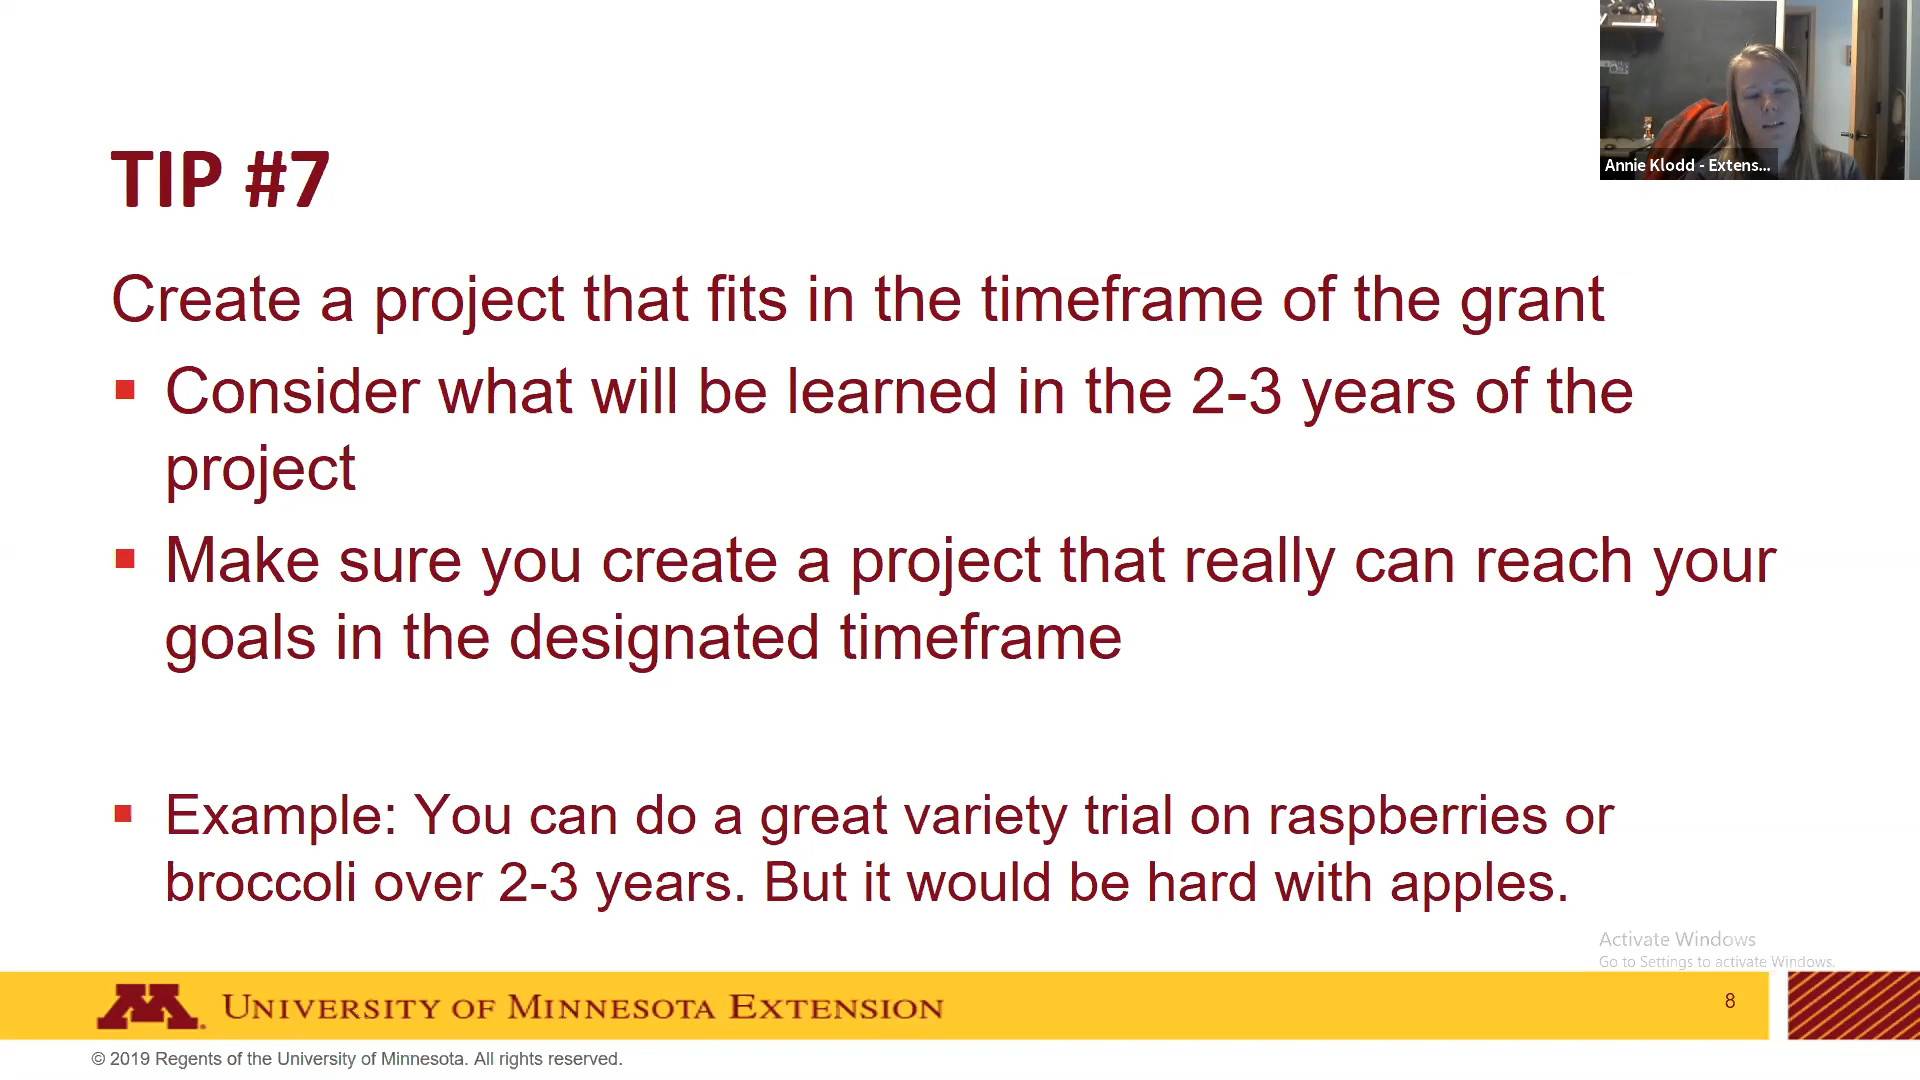 TIP #7
Create a project that fits in the timeframe of the grant
Consider what will be learned in the 2-3 years of the
project
Make sure you create a project that really can reach your
goals in the designated timeframe
Example: You can do a great variety trial on raspberries or
broccoli over 2-3 years. But it would be hard with apples.
Annie Klodd - Extens...
Activate Windows
Go to Settings to activate Windows.
M
UNIVERSITY OF MINNESOTA EXTENSION
8
© 2019 Regents of the University of Minnesota. All rights reserved.